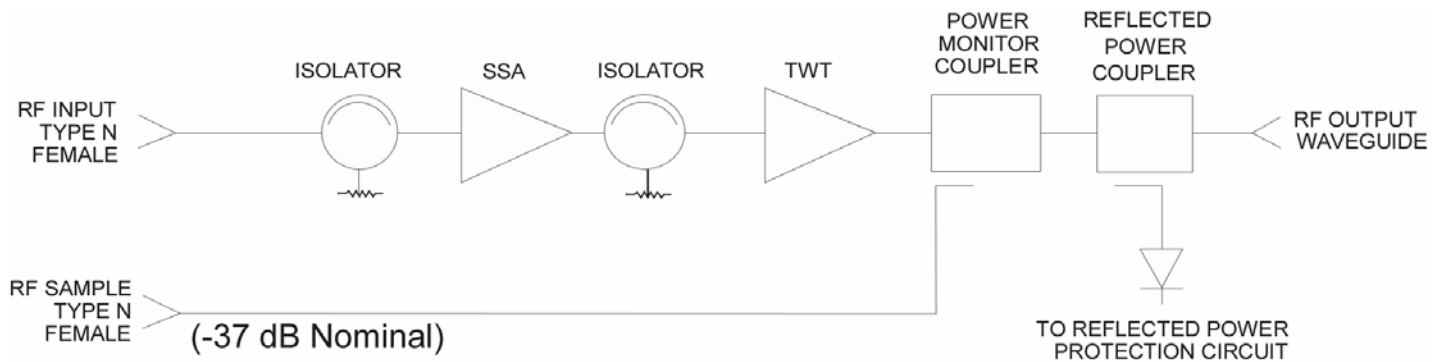 POWER
MONITOR
COUPLER
REFLECTED
POWER
COUPLER
ISOLATOR
SSA
ISOLATOR
TWT
RF INPUT
TYPE N
FEMALE
RF OUTPUT
WAVEGUIDE
RF SAMPLE
TYPE N
FEMALE
(-37 dB Nominal)
TO REFLECTED POWER
PROTECTION CIRCUIT